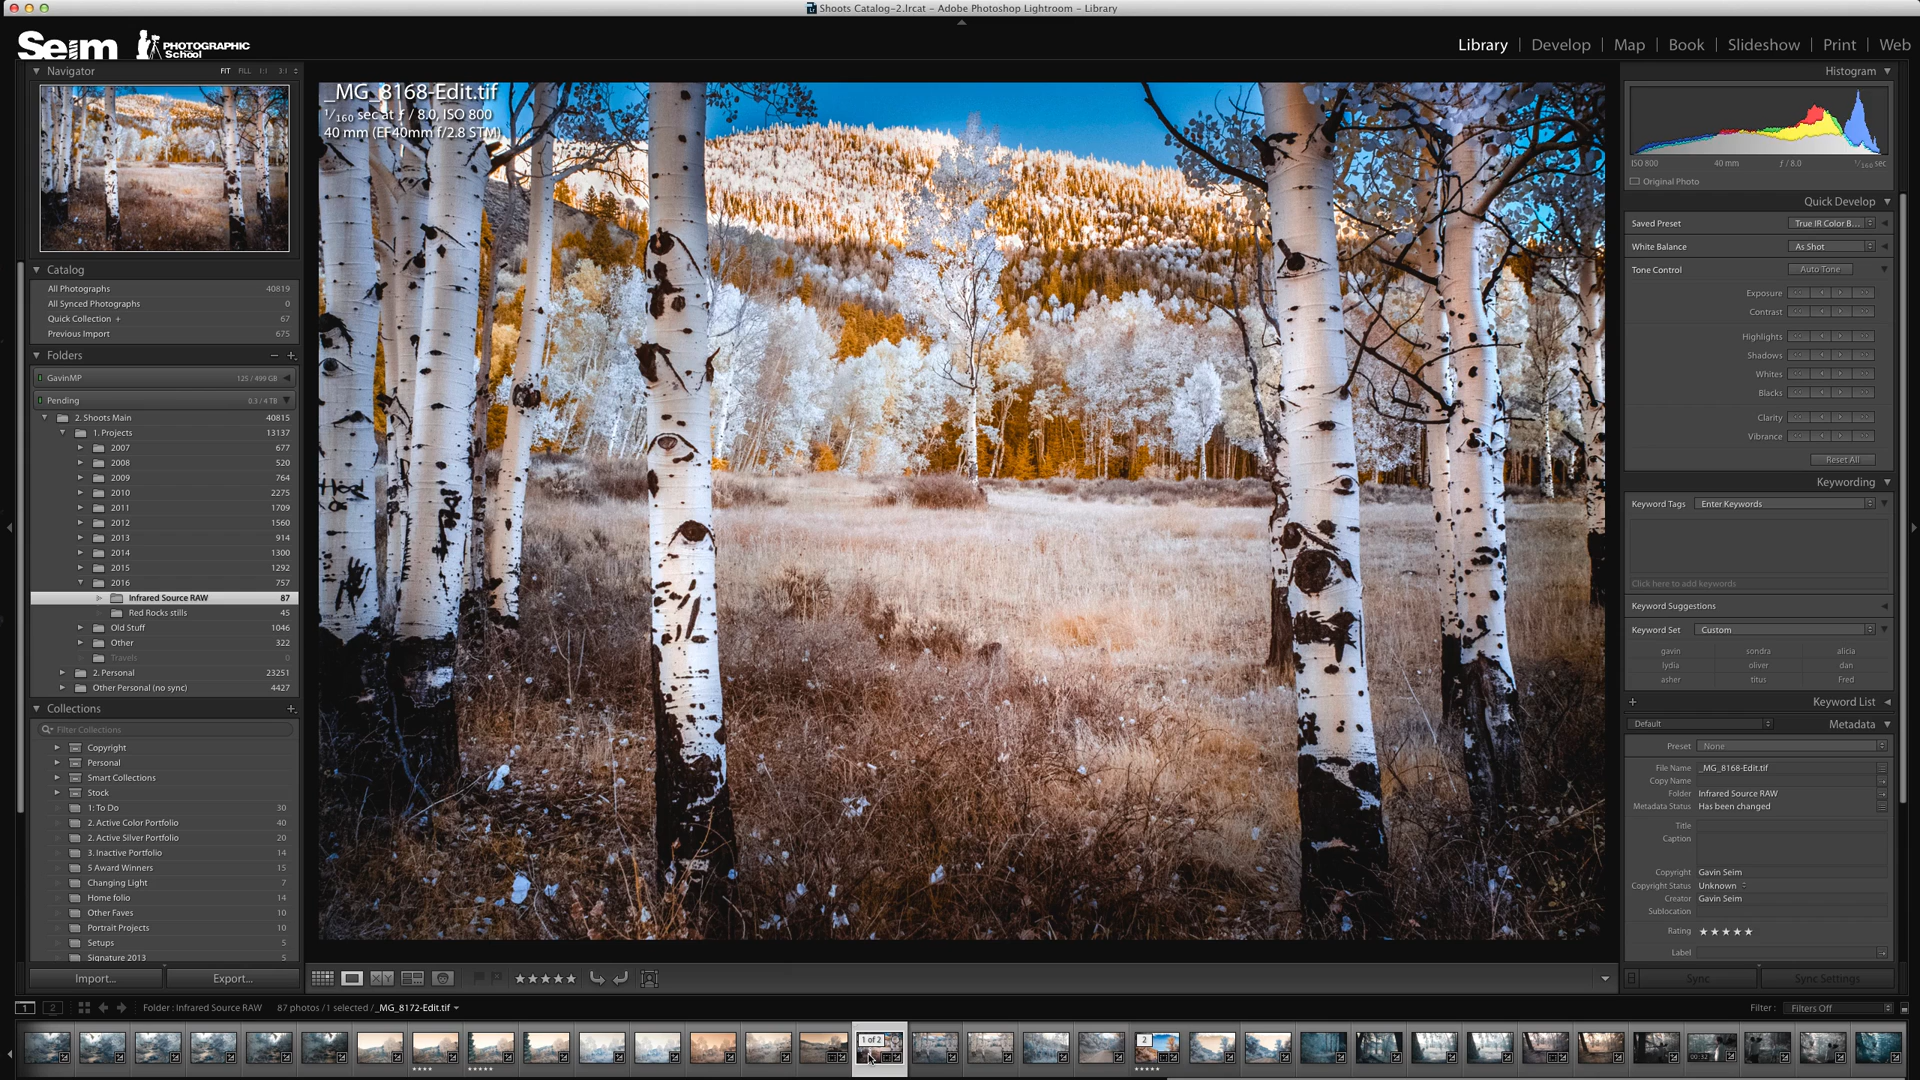 Shoots Catalog-2.lrcat – Adobe Photoshop Lightroom – Library
Seim PHOTOGRAPHIC School
Library | Develop | Map | Book | Slideshow | Print | Web
Navigator FIT FILL 1:1 3:1
Catalog
All Photographs 40819
All Synced Photographs 0
Quick Collection + 67
Previous Import 675
Folders
GavinMP 125 / 499 GB
Pending 0.3 / 4 TB
2. Shoots Main 40815
1. Projects 13137
2007 677
2008 520
2009 764
2010 2275
2011 1709
2012 1560
2013 914
2014 1300
2015 1292
2016 757
Infrared Source RAW 87
Red Rocks stills 45
Old Stuff 1046
Other 322
Travels 0
2. Personal 23251
Other Personal (no sync) 4427
Collections
Filter Collections
Copyright
Personal
Smart Collections
Stock
1: To Do 30
2. Active Color Portfolio 40
2. Active Silver Portfolio 20
3. Inactive Portfolio 14
5 Award Winners 15
Changing Light 7
Home folio 14
Other Faves 10
Portrait Projects 10
Setups 5
Signature 2013 5
Import... Export...
_MG_8168-Edit.tif
1/160 sec at ƒ / 8.0, ISO 800
40 mm (EF40mm f/2.8 STM)
Histogram
ISO 800 40 mm ƒ / 8.0 1/160 sec
Original Photo
Quick Develop
Saved Preset True IR Color B...
White Balance As Shot
Tone Control Auto Tone
Exposure
Contrast
Highlights
Shadows
Whites
Blacks
Clarity
Vibrance
Reset All
Keywording
Keyword Tags Enter Keywords
Click here to add keywords
Keyword Suggestions
Keyword Set Custom
gavin sondra alicia
lydia oliver dan
asher titus Fred
Keyword List
Default Metadata
Preset None
File Name _MG_8168-Edit.tif
Copy Name
Folder Infrared Source RAW
Metadata Status Has been changed
Title
Caption
Copyright Gavin Seim
Copyright Status Unknown
Creator Gavin Seim
Sublocation
Rating ★★★★★
Label
Sync Sync Settings
1 2 Folder : Infrared Source RAW 87 photos / 1 selected / _MG_8172-Edit.tif Filter : Filters Off
1 of 2
2
00:32